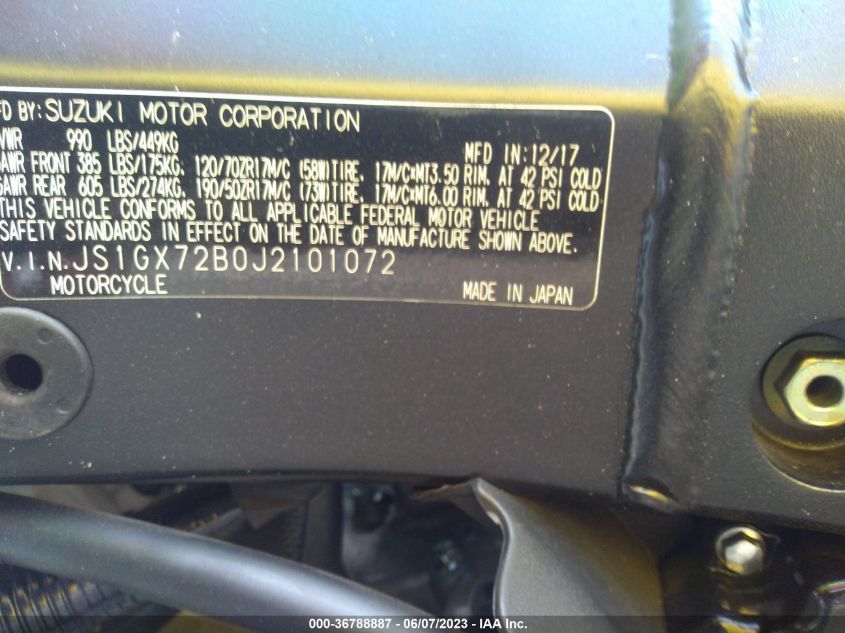 FD BY: SUZUKI MOTOR CORPORATION
VWR 990 LBS/449KG MFD IN:12/17
AWR FRONT 385 LBS/175KG, 120/70ZR17M/C (58W)TIRE, 17M/C×MT3.50 RIM, AT 42 PSI COLD
GAWR REAR 605 LBS/274KG, 190/50ZR17M/C (73W)TIRE, 17M/C×MT6.00 RIM, AT 42 PSI COLD
THIS VEHICLE CONFORMS TO ALL APPLICABLE FEDERAL MOTOR VEHICLE
SAFETY STANDARDS IN EFFECT ON THE DATE OF MANUFACTURE SHOWN ABOVE.
V.I.N.JS1GX72B0J2101072
MOTORCYCLE MADE IN JAPAN
000-36788887 - 06/07/2023 - IAA Inc.